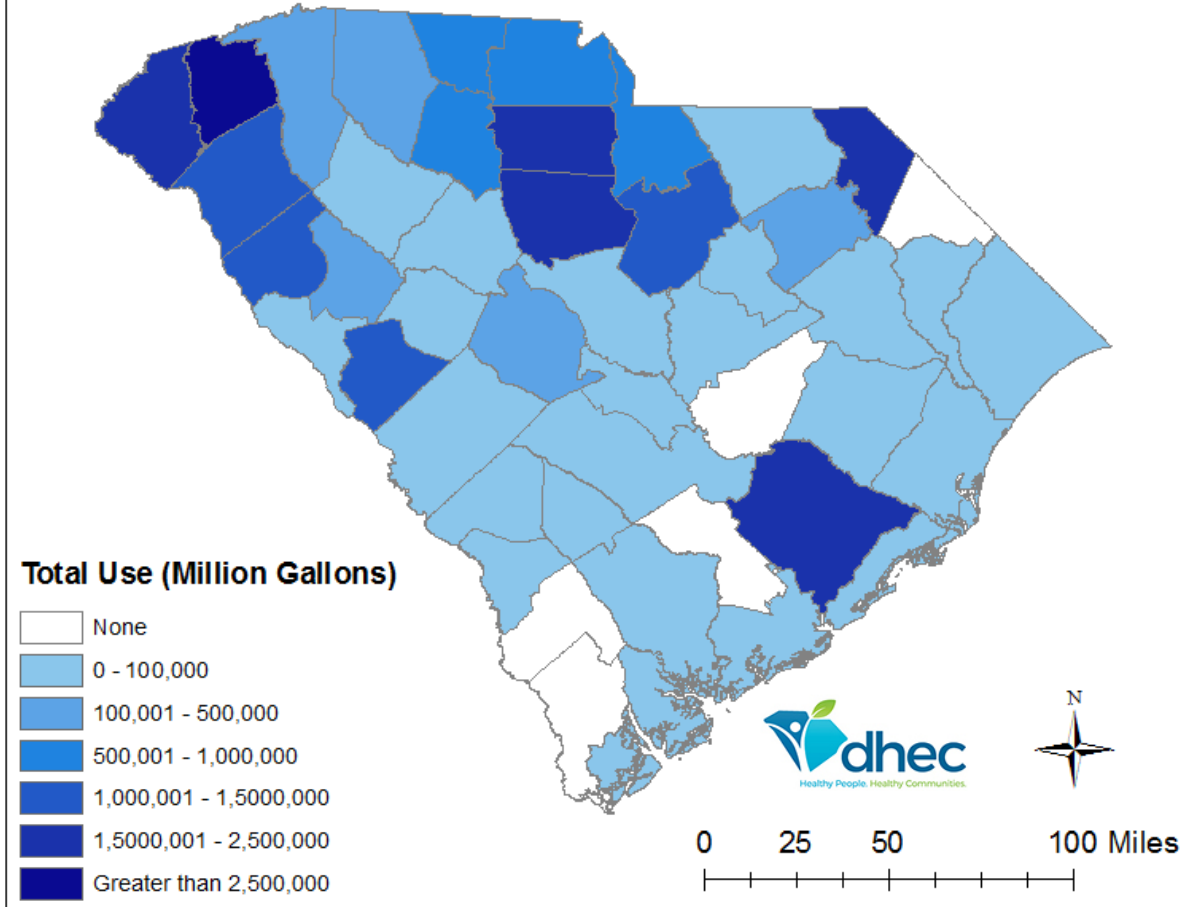 Total Use (Million Gallons)
None
0 - 100,000
100,001 - 500,000
500,001 - 1,000,000
1,000,001 - 1,5000,000
1,5000,001 - 2,500,000
Greater than 2,500,000
dhec
Healthy People. Healthy Communities.
N
0 25 50 100 Miles